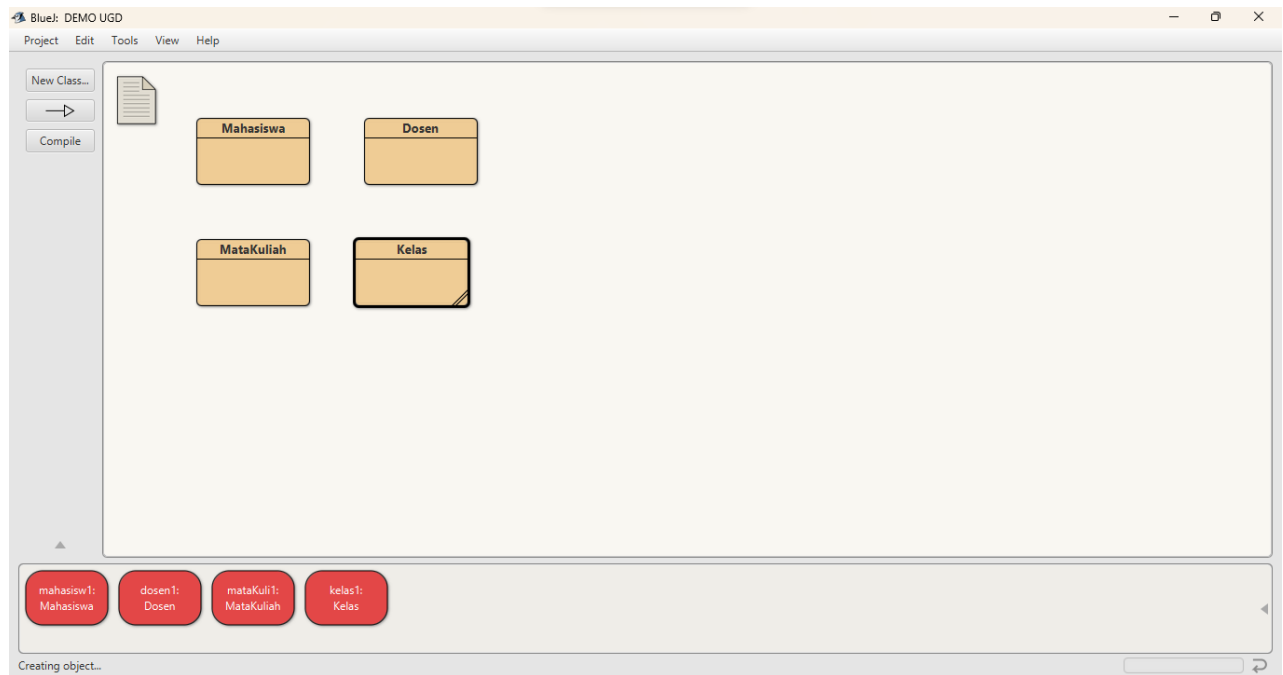 BlueJ: DEMO UGD
Project Edit Tools View Help
New Class...
Compile
Mahasiswa
Dosen
MataKuliah
Kelas
mahasisw1:
Mahasiswa
dosen1:
Dosen
mataKuli1:
MataKuliah
kelas1:
Kelas
Creating object...